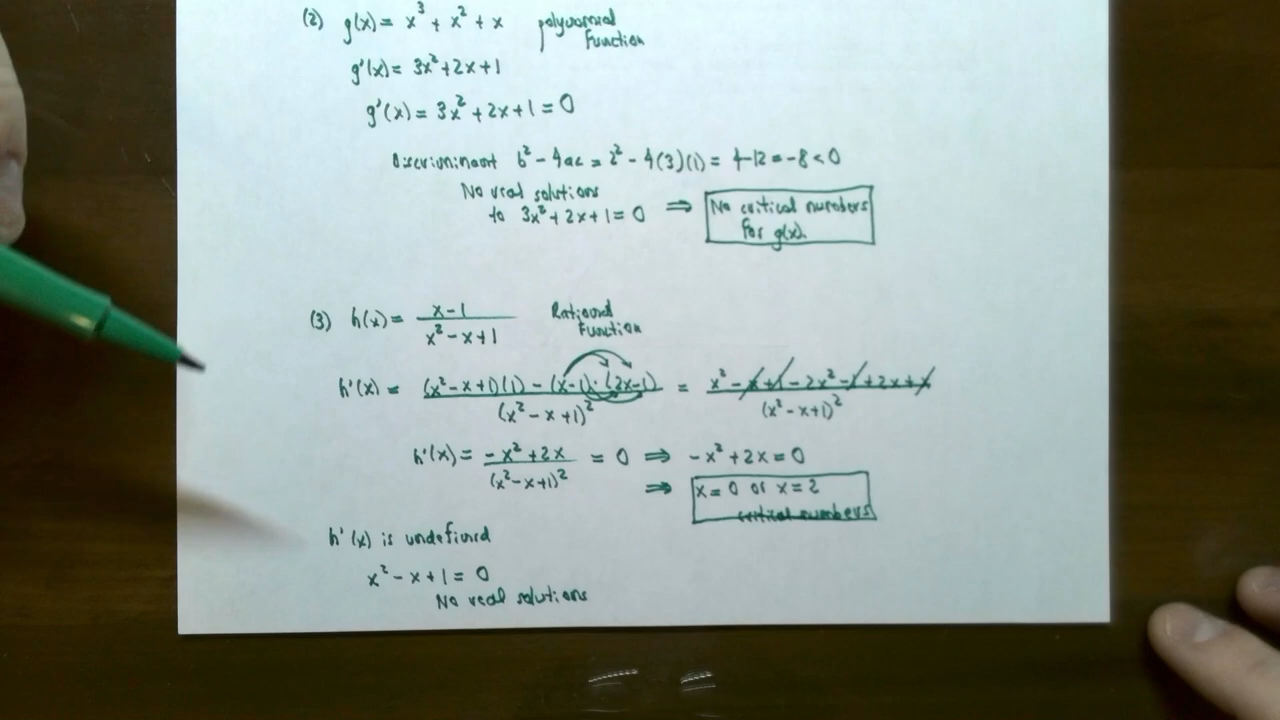 (2) g(x) = x³ + x² + x polynomial function
g'(x) = 3x² + 2x + 1
g'(x) = 3x² + 2x + 1 = 0
Discriminant b² - 4ac = 2² - 4(3)(1) = 4-12 = -8 < 0
No real solutions
to 3x² + 2x + 1 = 0 ⇒ No critical numbers
for g(x).
(3) h(x) = (x-1)/(x² - x + 1) Rational Function
h'(x) = ((x² - x + 1)(1) - (x-1)·(2x-1))/(x² - x + 1)² = (x² - x + 1 - 2x² - 1 + 2x + x)/(x² - x + 1)²
h'(x) = (-x² + 2x)/(x² - x + 1)² = 0 ⇒ -x² + 2x = 0
⇒ x = 0 or x = 2
critical numbers
h'(x) is undefined
x² - x + 1 = 0
No real solutions